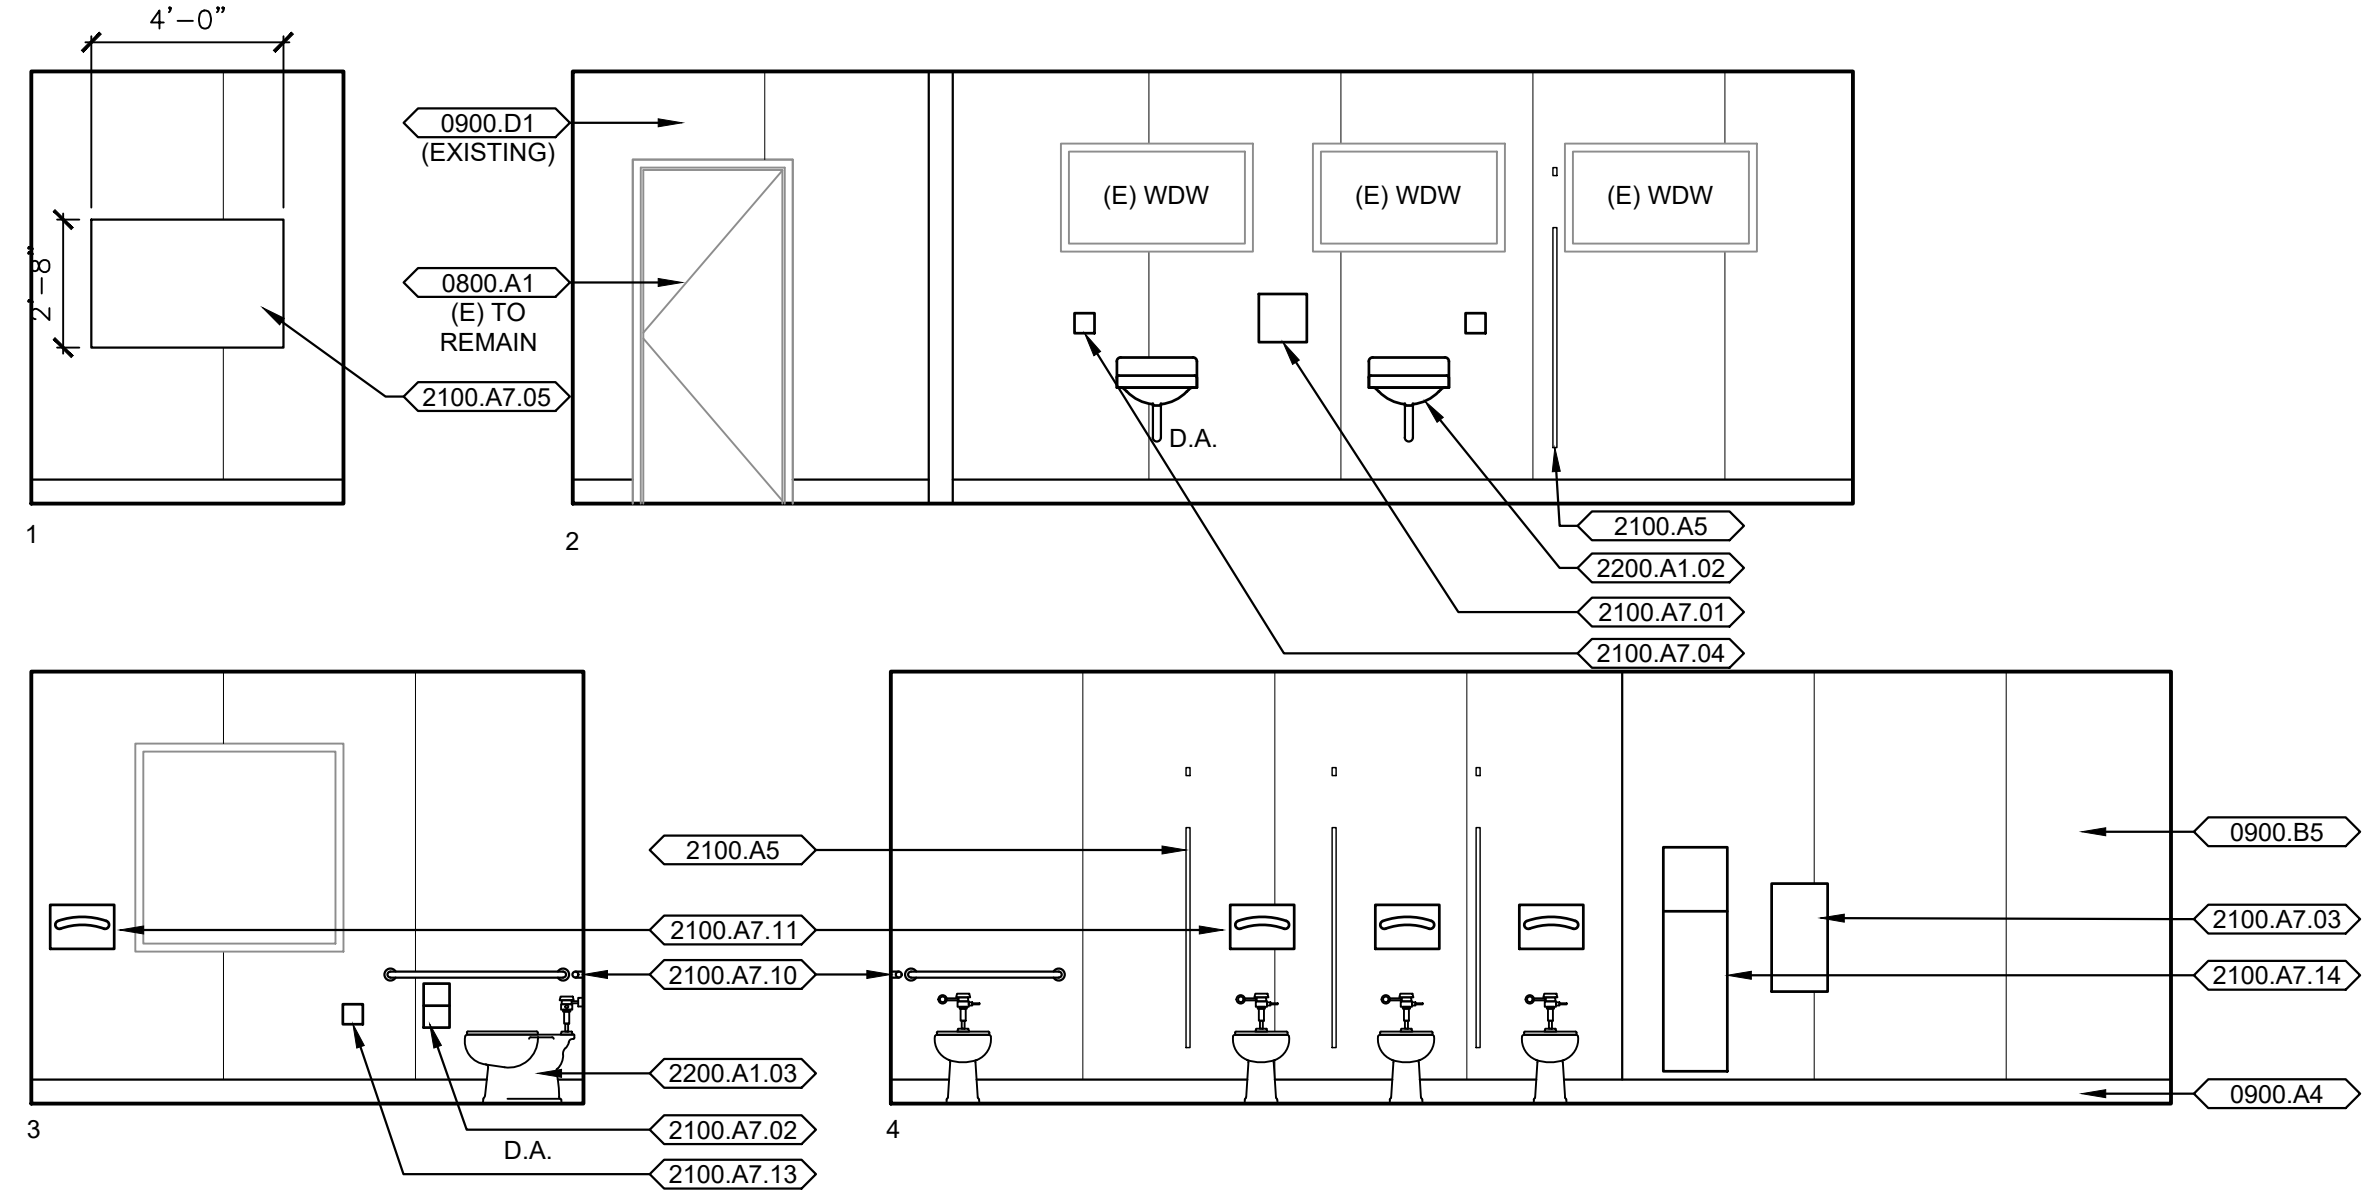 4’–0”
2’–8”
0900.D1
(EXISTING)
0800.A1
(E) TO
REMAIN
2100.A7.05
(E) WDW
(E) WDW
(E) WDW
D.A.
1
2
2100.A5
2200.A1.02
2100.A7.01
2100.A7.04
2100.A5
2100.A7.11
2100.A7.10
2200.A1.03
2100.A7.02
D.A.
2100.A7.13
0900.B5
2100.A7.03
2100.A7.14
0900.A4
3
4